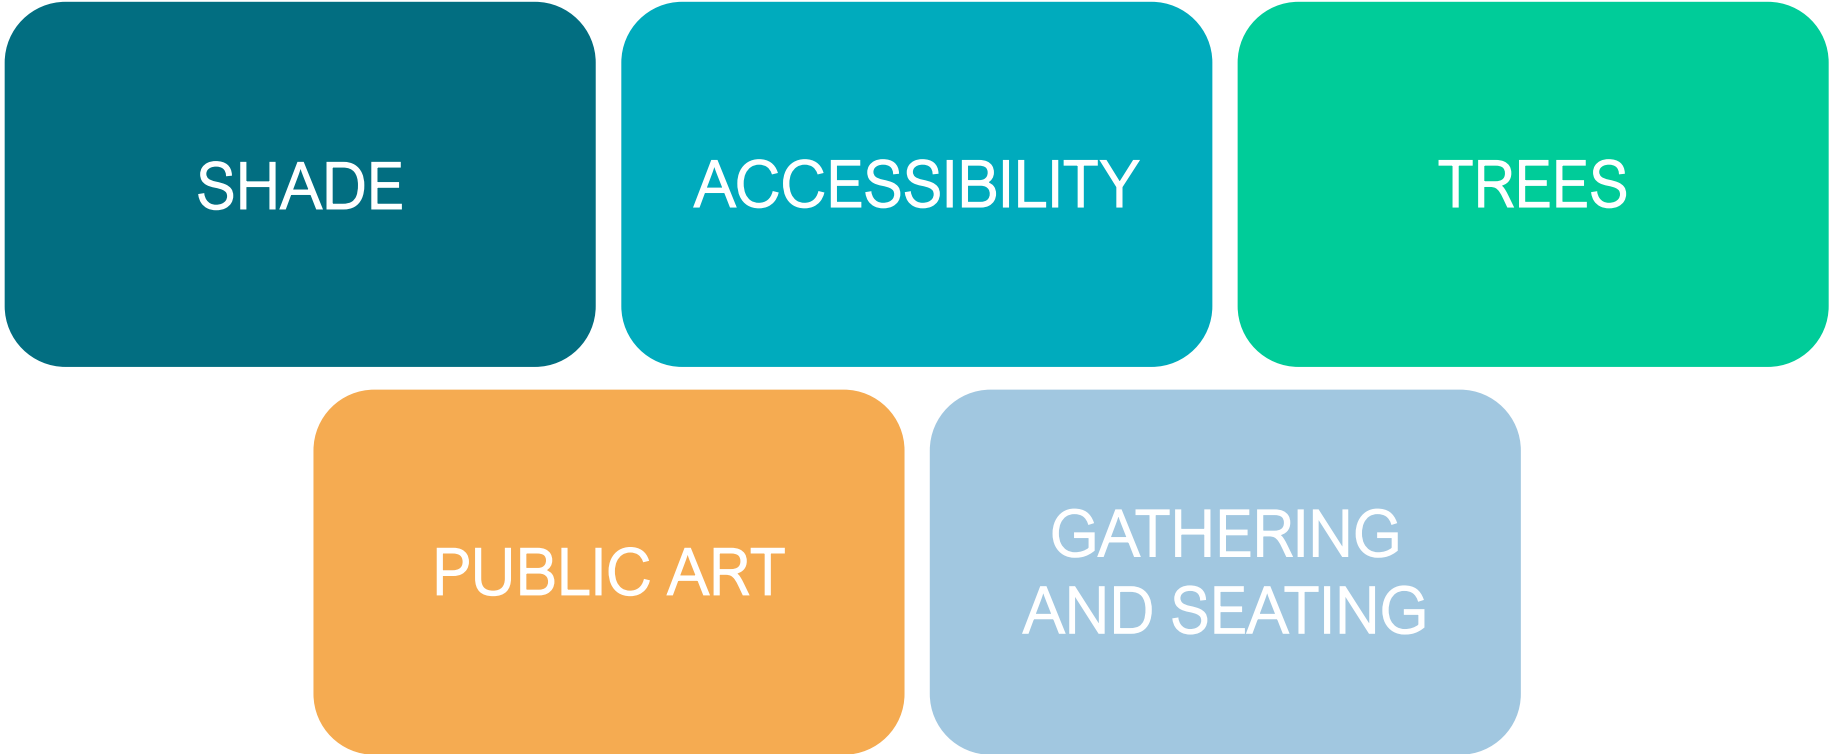 SHADE
ACCESSIBILITY
TREES
PUBLIC ART
GATHERING
AND SEATING